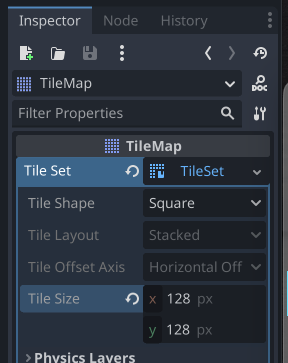 Inspector Node History
TileMap
DOC
Filter Properties
TileMap
Tile Set TileSet
Tile Shape Square
Tile Layout Stacked
Tile Offset Axis Horizontal Off
Tile Size x 128 px
y 128 px
Physics Layers